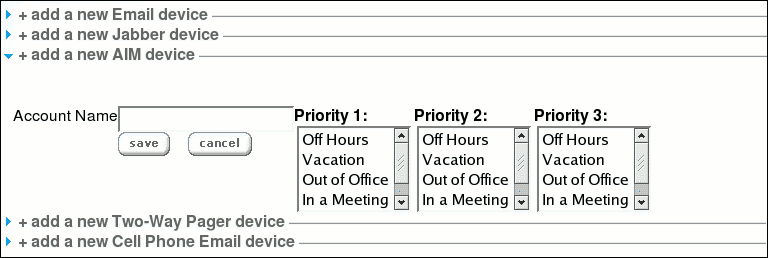 + add a new Email device
+ add a new Jabber device
+ add a new AIM device
Account Name Priority 1: Priority 2: Priority 3:
save cancel
Off Hours Off Hours Off Hours
Vacation Vacation Vacation
Out of Office Out of Office Out of Office
In a Meeting In a Meeting In a Meeting
+ add a new Two-Way Pager device
+ add a new Cell Phone Email device